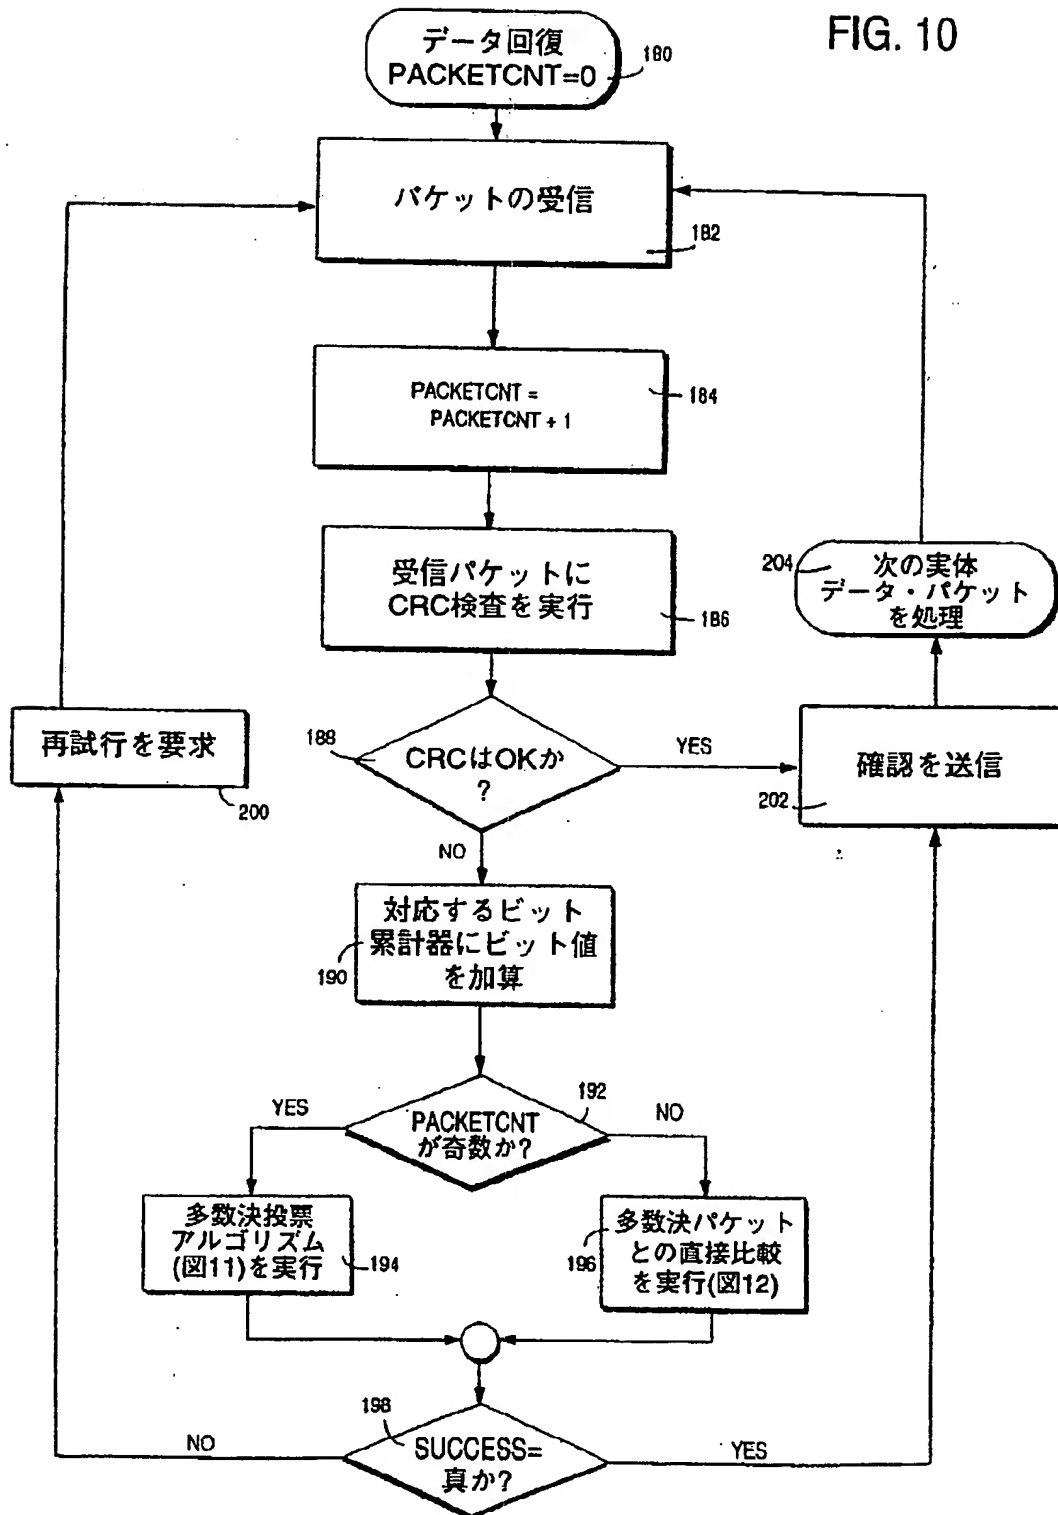 FIG. 10
データ回復
PACKETCNT=0
180
パケットの受信
182
PACKETCNT =
PACKETCNT + 1
184
受信パケットに
CRC検査を実行
186
204
次の実体
データ・パケット
を処理
再試行を要求
200
188
CRCはOKか
?
YES
確認を送信
202
NO
対応するビット
累計器にビット値
を加算
190
192
YES
PACKETCNT
が奇数か?
NO
多数決投票
アルゴリズム
(図11)を実行
194
多数決パケット
との直接比較
を実行(図12)
196
198
NO
SUCCESS=
真か?
YES